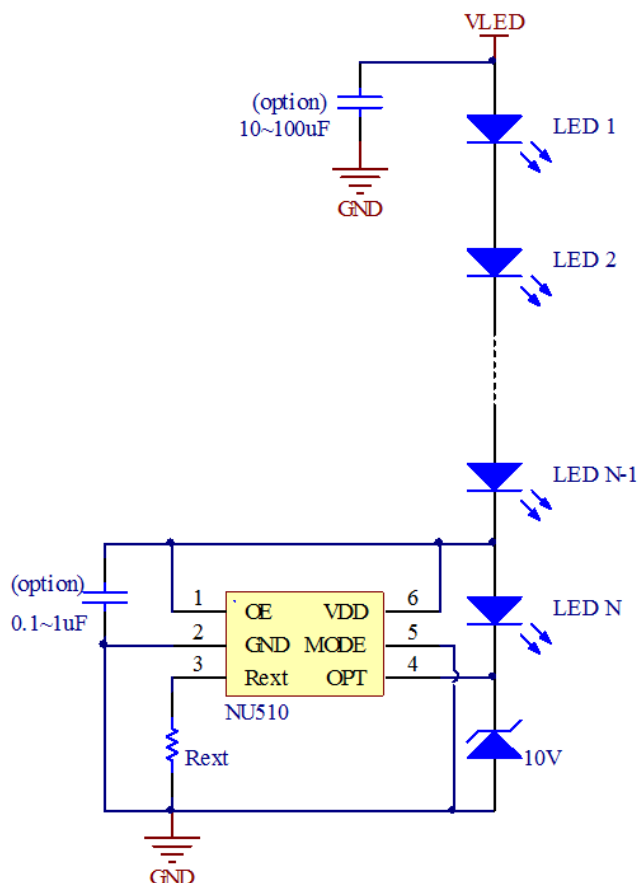 VLED
(option)
10~100uF
GND
LED 1
LED 2
LED N-1
(option)
0.1~1uF
1 OE VDD 6
2 GND MODE 5
3 Rext OPT 4
NU510
LED N
Rext
10V
GND